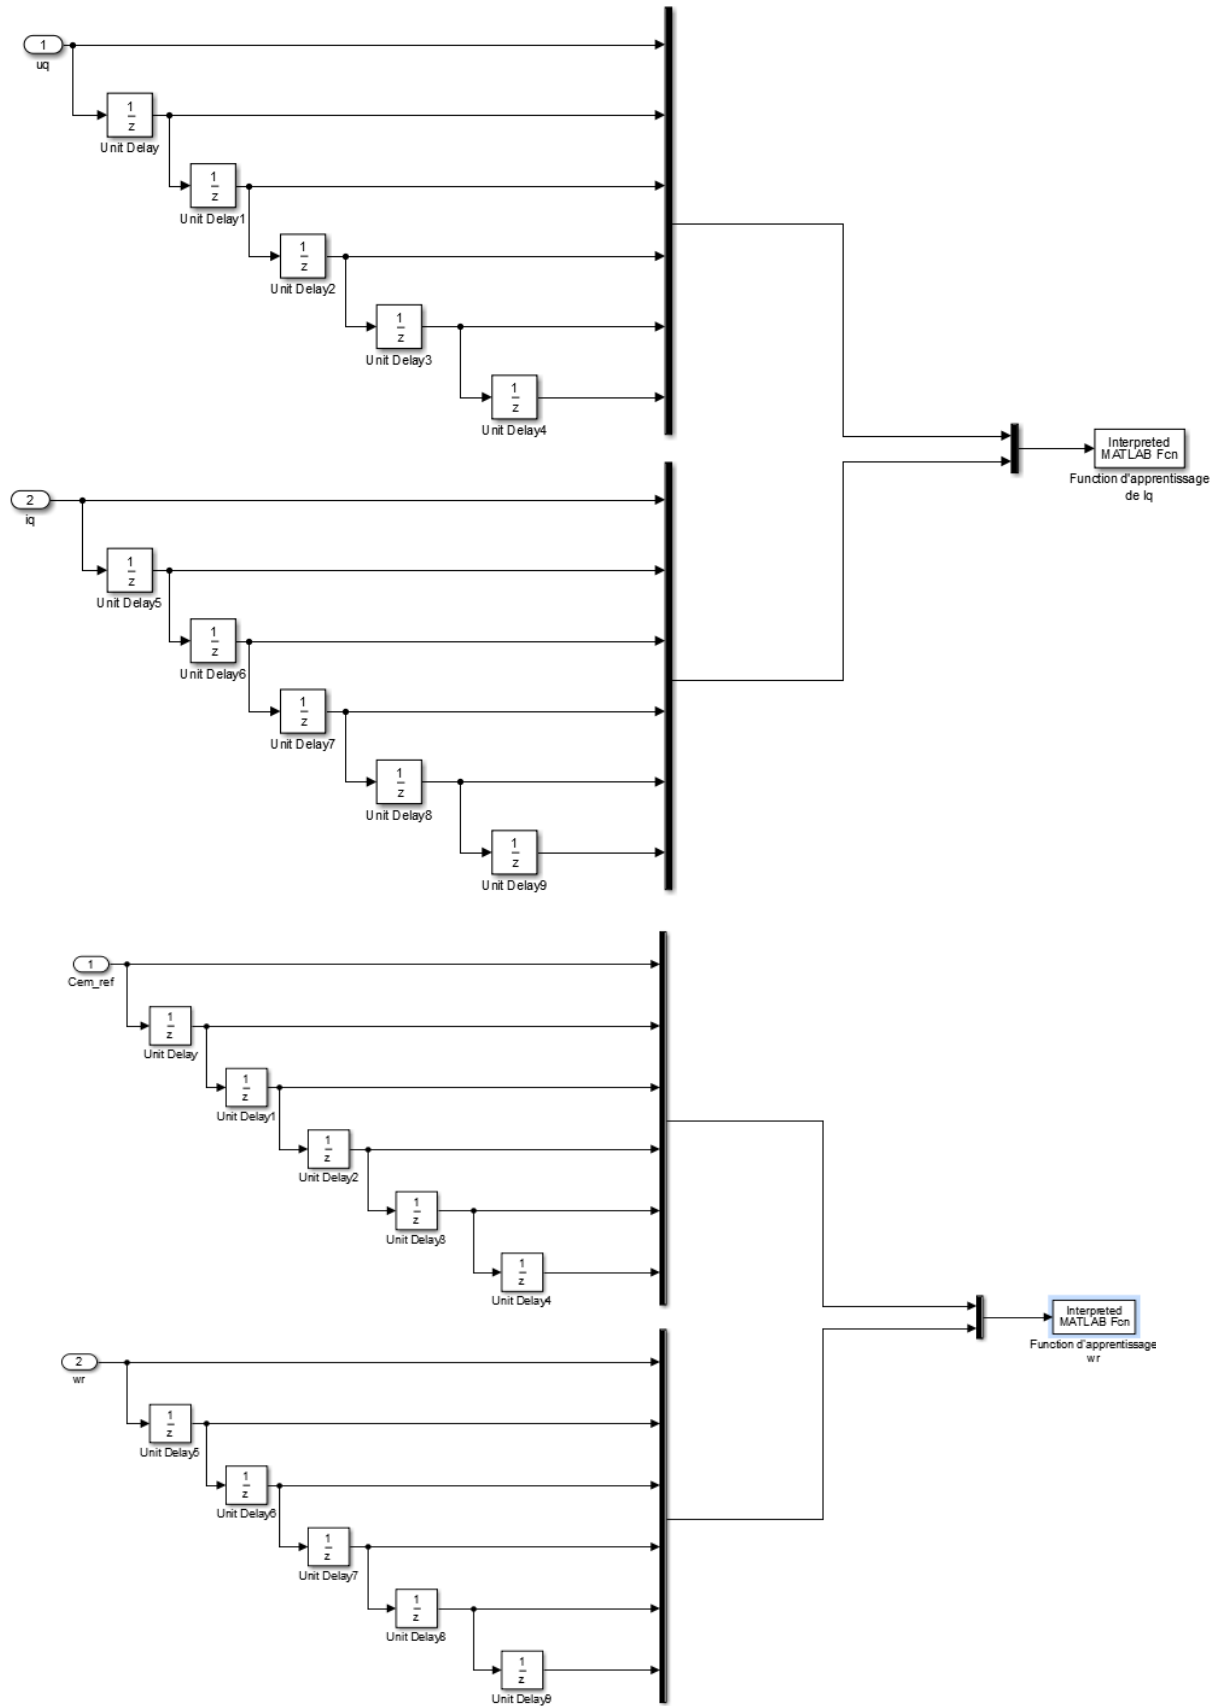 1
uq
1
z
Unit Delay
1
z
Unit Delay1
1
z
Unit Delay2
1
z
Unit Delay3
1
z
Unit Delay4
Interpreted
MATLAB Fcn
Function d'apprentissage
de Iq
2
iq
1
z
Unit Delay5
1
z
Unit Delay6
1
z
Unit Delay7
1
z
Unit Delay8
1
z
Unit Delay9
1
Cem_ref
1
z
Unit Delay
1
z
Unit Delay1
1
z
Unit Delay2
1
z
Unit Delay3
1
z
Unit Delay4
Interpreted
MATLAB Fcn
Function d'apprentissage
wr
2
wr
1
z
Unit Delay5
1
z
Unit Delay6
1
z
Unit Delay7
1
z
Unit Delay8
1
z
Unit Delay9